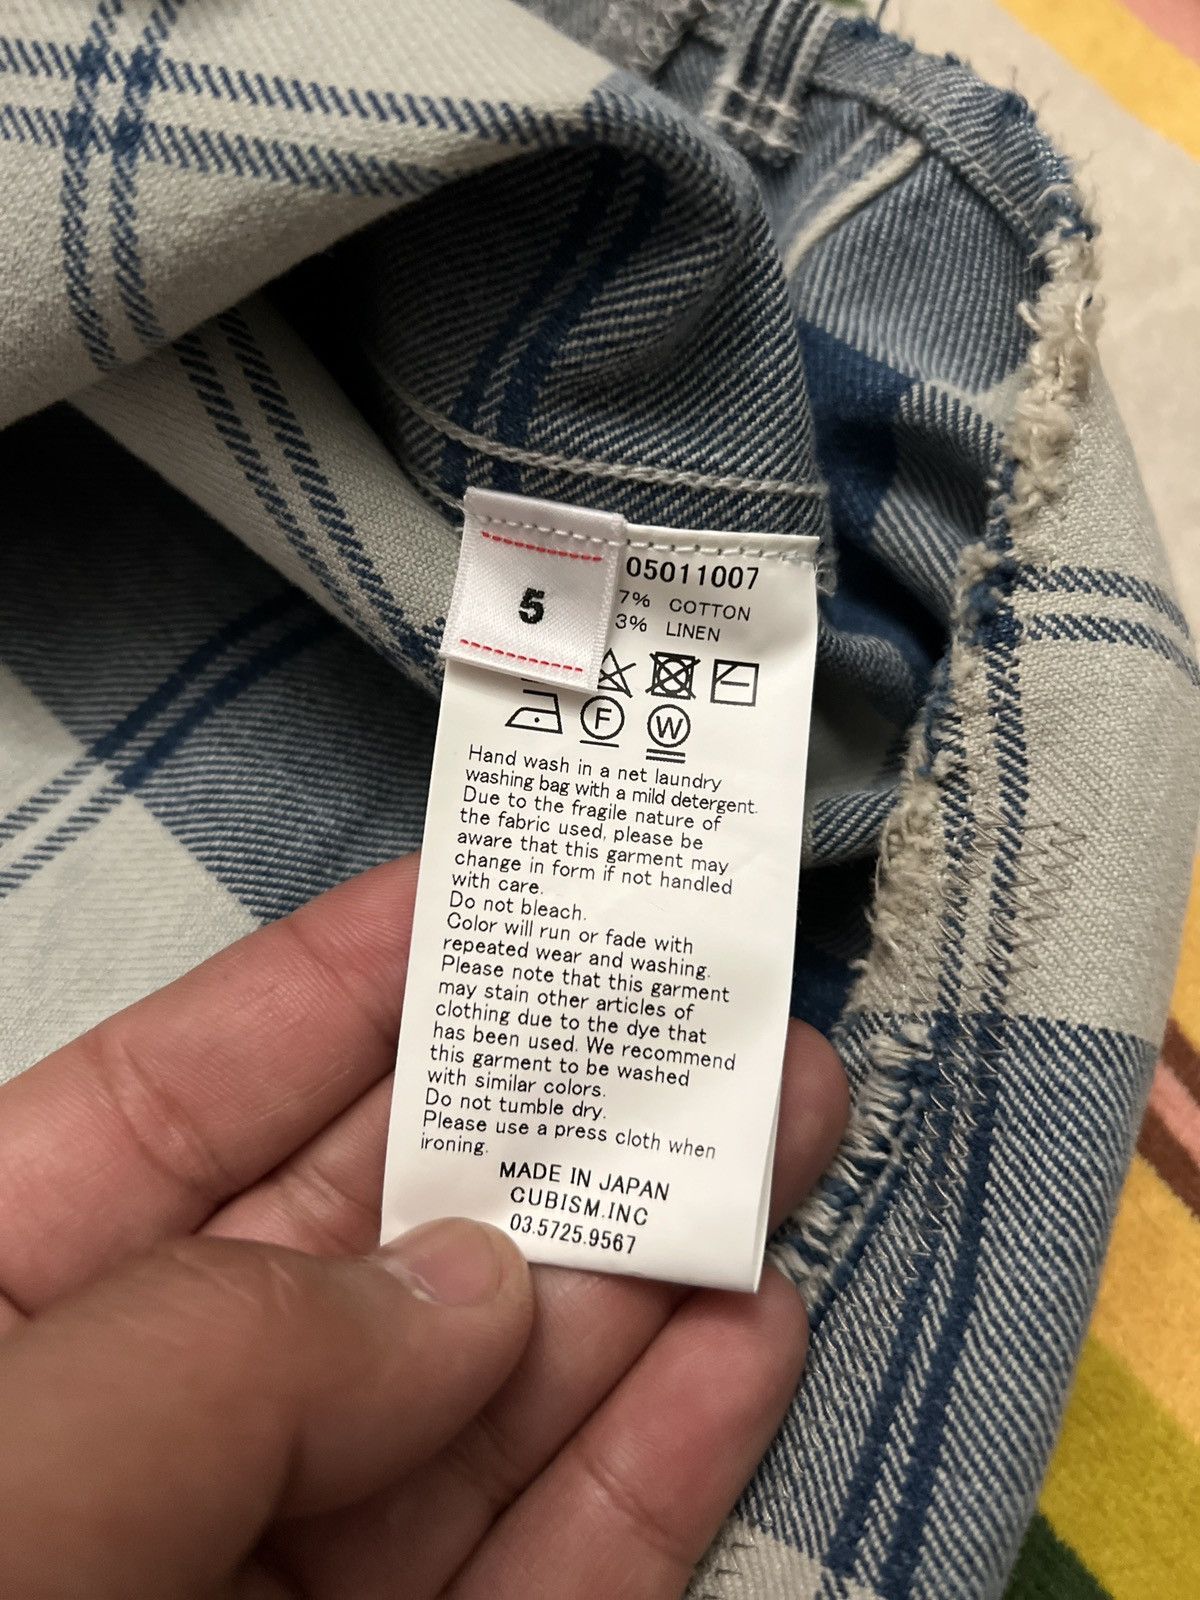 5
05011007
7% COTTON
3% LINEN
F W
Hand wash in a net laundry
washing bag with a mild detergent.
Due to the fragile nature of
the fabric used, please be
aware that this garment may
change in form if not handled
with care.
Do not bleach.
Color will run or fade with
repeated wear and washing.
Please note that this garment
may stain other articles of
clothing due to the dye that
has been used. We recommend
this garment to be washed
with similar colors.
Do not tumble dry.
Please use a press cloth when
ironing.
MADE IN JAPAN
CUBISM.INC
03.5725.9567